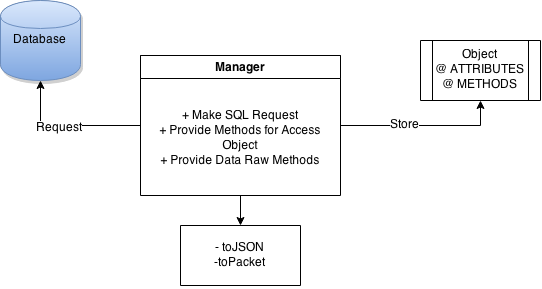 Database
Manager
Object
@ ATTRIBUTES
@ METHODS
+ Make SQL Request
+ Provide Methods for Access
Object
+ Provide Data Raw Methods
Request
Store
- toJSON
-toPacket